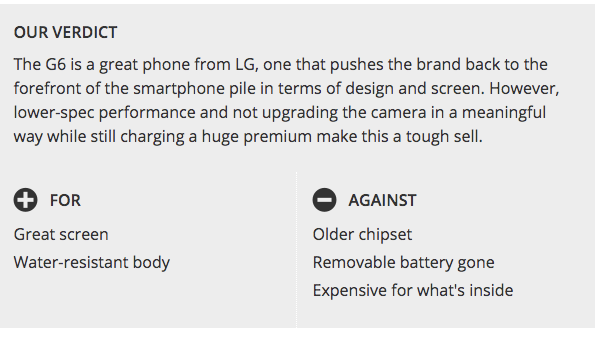 OUR VERDICT
The G6 is a great phone from LG, one that pushes the brand back to the
forefront of the smartphone pile in terms of design and screen. However,
lower-spec performance and not upgrading the camera in a meaningful
way while still charging a huge premium make this a tough sell.
FOR
Great screen
Water-resistant body
AGAINST
Older chipset
Removable battery gone
Expensive for what's inside